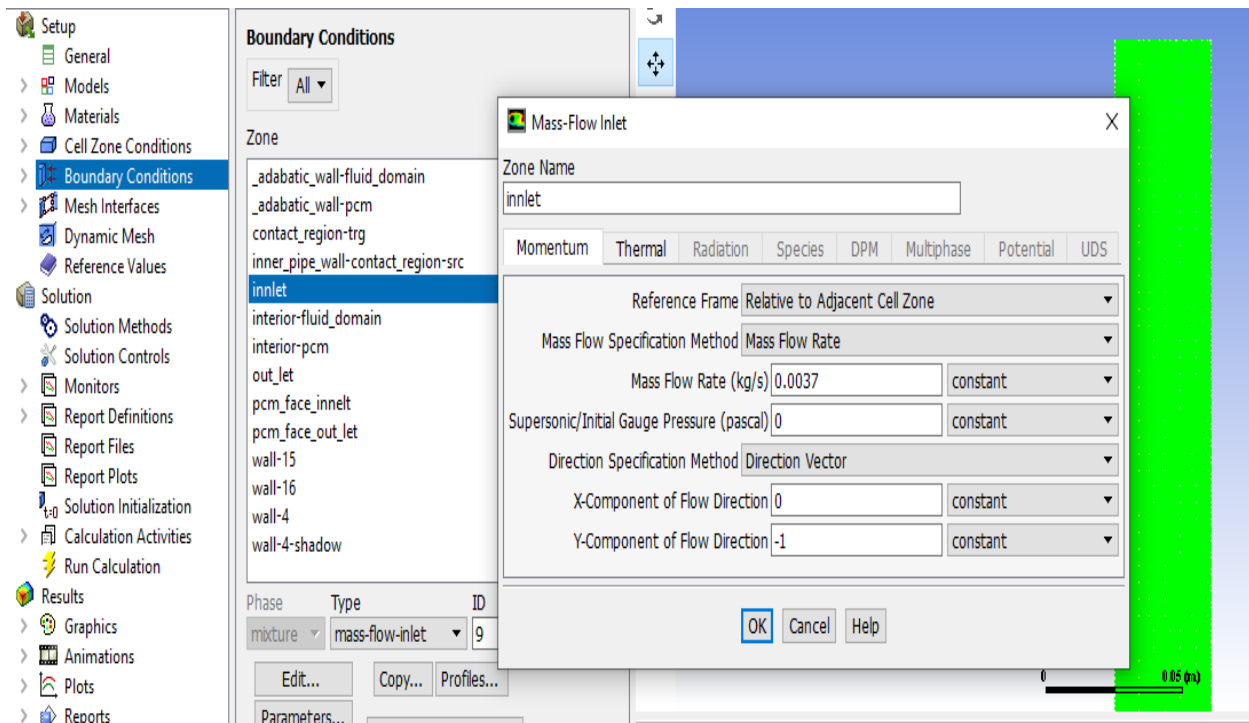 Setup
General
Models
Materials
Cell Zone Conditions
Boundary Conditions
Mesh Interfaces
Dynamic Mesh
Reference Values
Solution
Solution Methods
Solution Controls
Monitors
Report Definitions
Report Files
Report Plots
t=0 Solution Initialization
Calculation Activities
Run Calculation
Results
Graphics
Animations
Plots
Reports
Boundary Conditions
Filter All
Zone
_adabatic_wall-fluid_domain
_adabatic_wall-pcm
contact_region-trg
inner_pipe_wall-contact_region-src
innlet
interior-fluid_domain
interior-pcm
out_let
pcm_face_innelt
pcm_face_out_let
wall-15
wall-16
wall-4
wall-4-shadow
Phase Type ID
mixture mass-flow-inlet 9
Edit... Copy... Profiles...
Parameters...
Mass-Flow Inlet X
Zone Name
innlet
Momentum Thermal Radiation Species DPM Multiphase Potential UDS
Reference Frame Relative to Adjacent Cell Zone
Mass Flow Specification Method Mass Flow Rate
Mass Flow Rate (kg/s) 0.0037 constant
Supersonic/Initial Gauge Pressure (pascal) 0 constant
Direction Specification Method Direction Vector
X-Component of Flow Direction 0 constant
Y-Component of Flow Direction -1 constant
OK Cancel Help
0 0.05 (m)